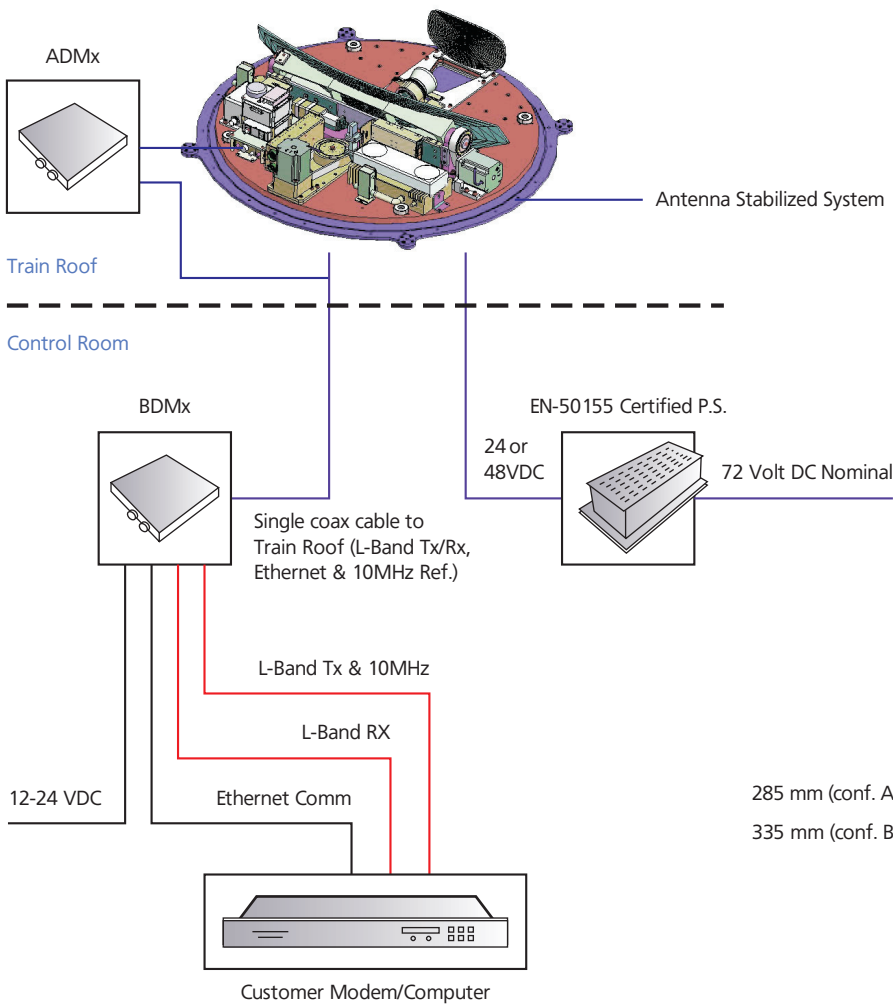 ADMx
Antenna Stabilized System
Train Roof
Control Room
BDMx
EN-50155 Certified P.S.
24 or
48VDC
72 Volt DC Nominal
Single coax cable to
Train Roof (L-Band Tx/Rx,
Ethernet & 10MHz Ref.)
L-Band Tx & 10MHz
L-Band RX
12-24 VDC
Ethernet Comm
285 mm (conf. A
335 mm (conf. B
Customer Modem/Computer